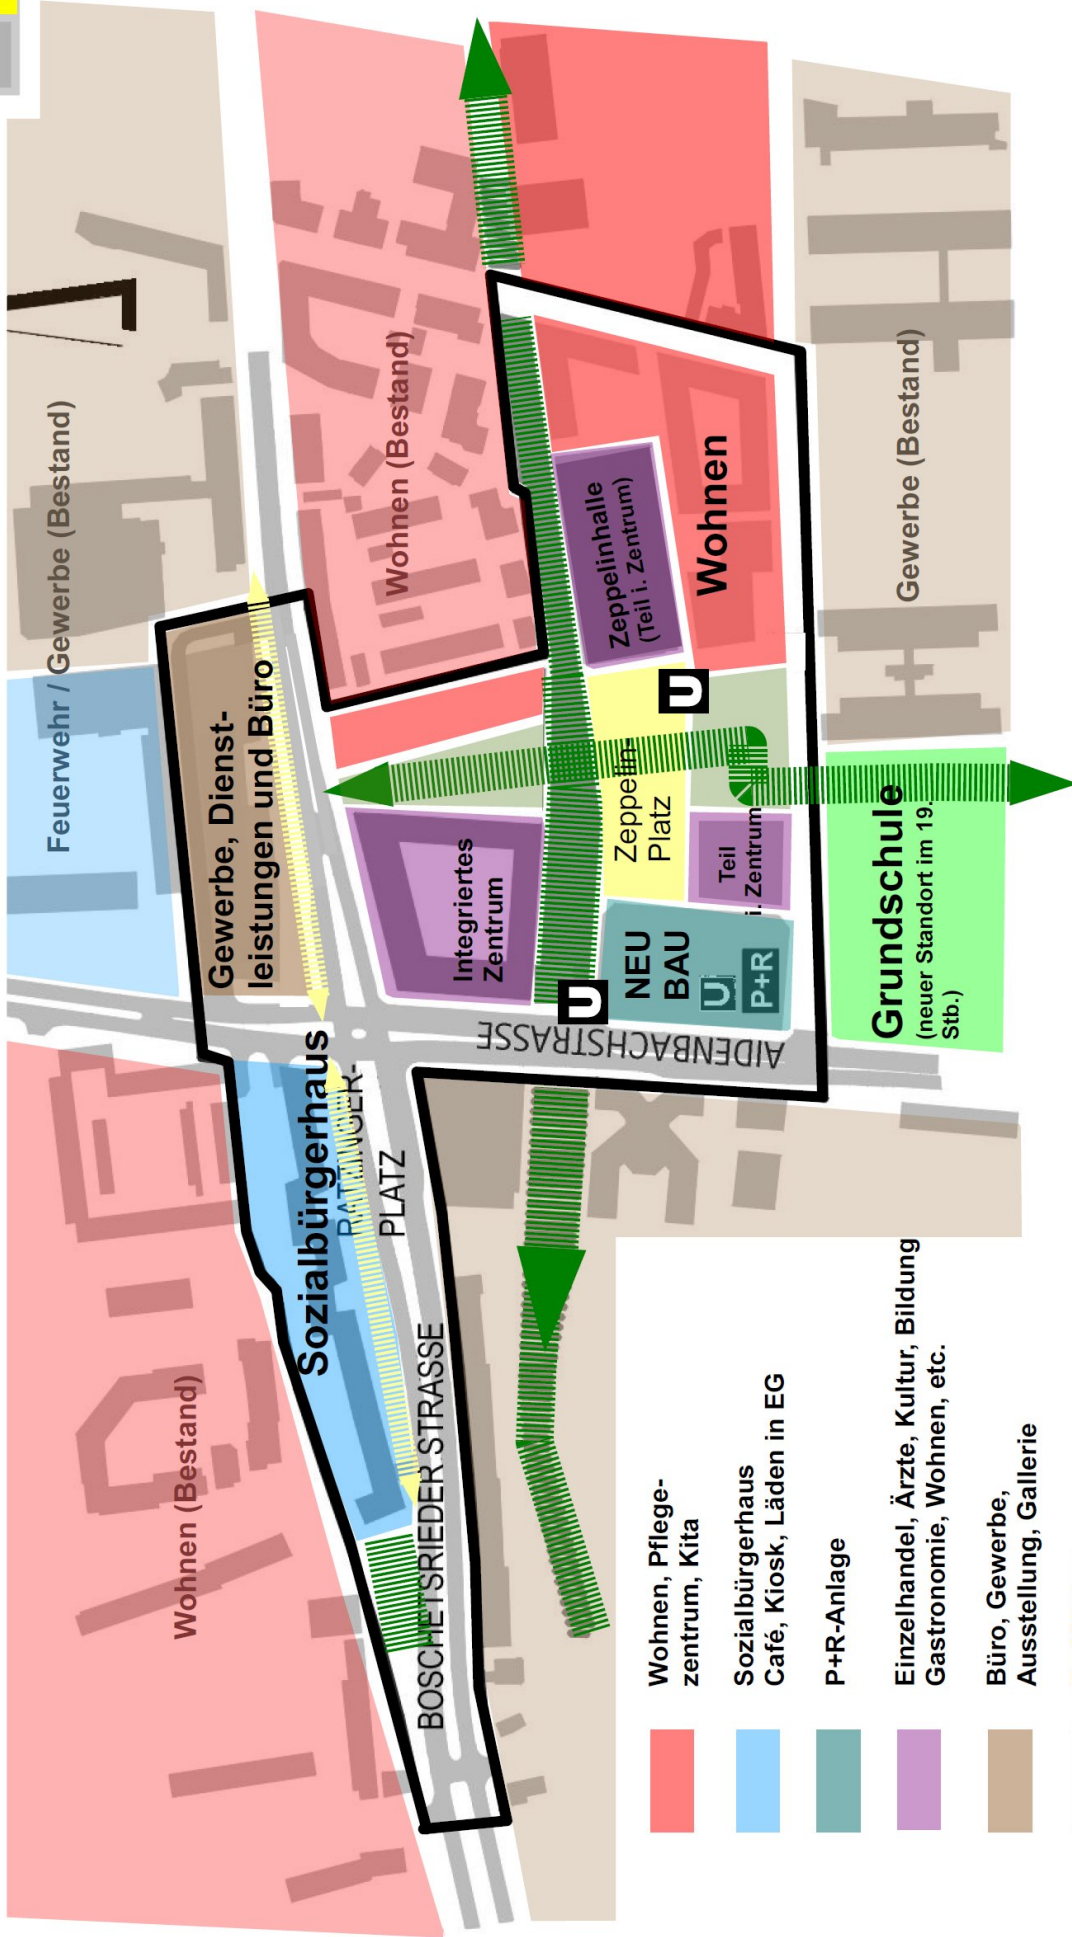 Feuerwehr / Gewerbe (Bestand)
Wohnen (Bestand)
Gewerbe, Dienst-
leistungen und Büro
Wohnen (Bestand)
Sozialbürgerhaus
RATZINGER-
PLATZ
BOSCHETSRIEDER STRASSE
AIDENBACHSTRASSE
Integriertes
Zentrum
U
NEU
BAU
U
P+R
Zeppelin-
Platz
Teil
i. Zentrum
U
Zeppelinhalle
(Teil i. Zentrum)
Wohnen
Gewerbe (Bestand)
Grundschule
(neuer Standort im 19.
Stb.)
Wohnen, Pflege-
zentrum, Kita
Sozialbürgerhaus
Café, Kiosk, Läden in EG
P+R-Anlage
Einzelhandel, Ärzte, Kultur, Bildung
Gastronomie, Wohnen, etc.
Büro, Gewerbe,
Ausstellung, Gallerie